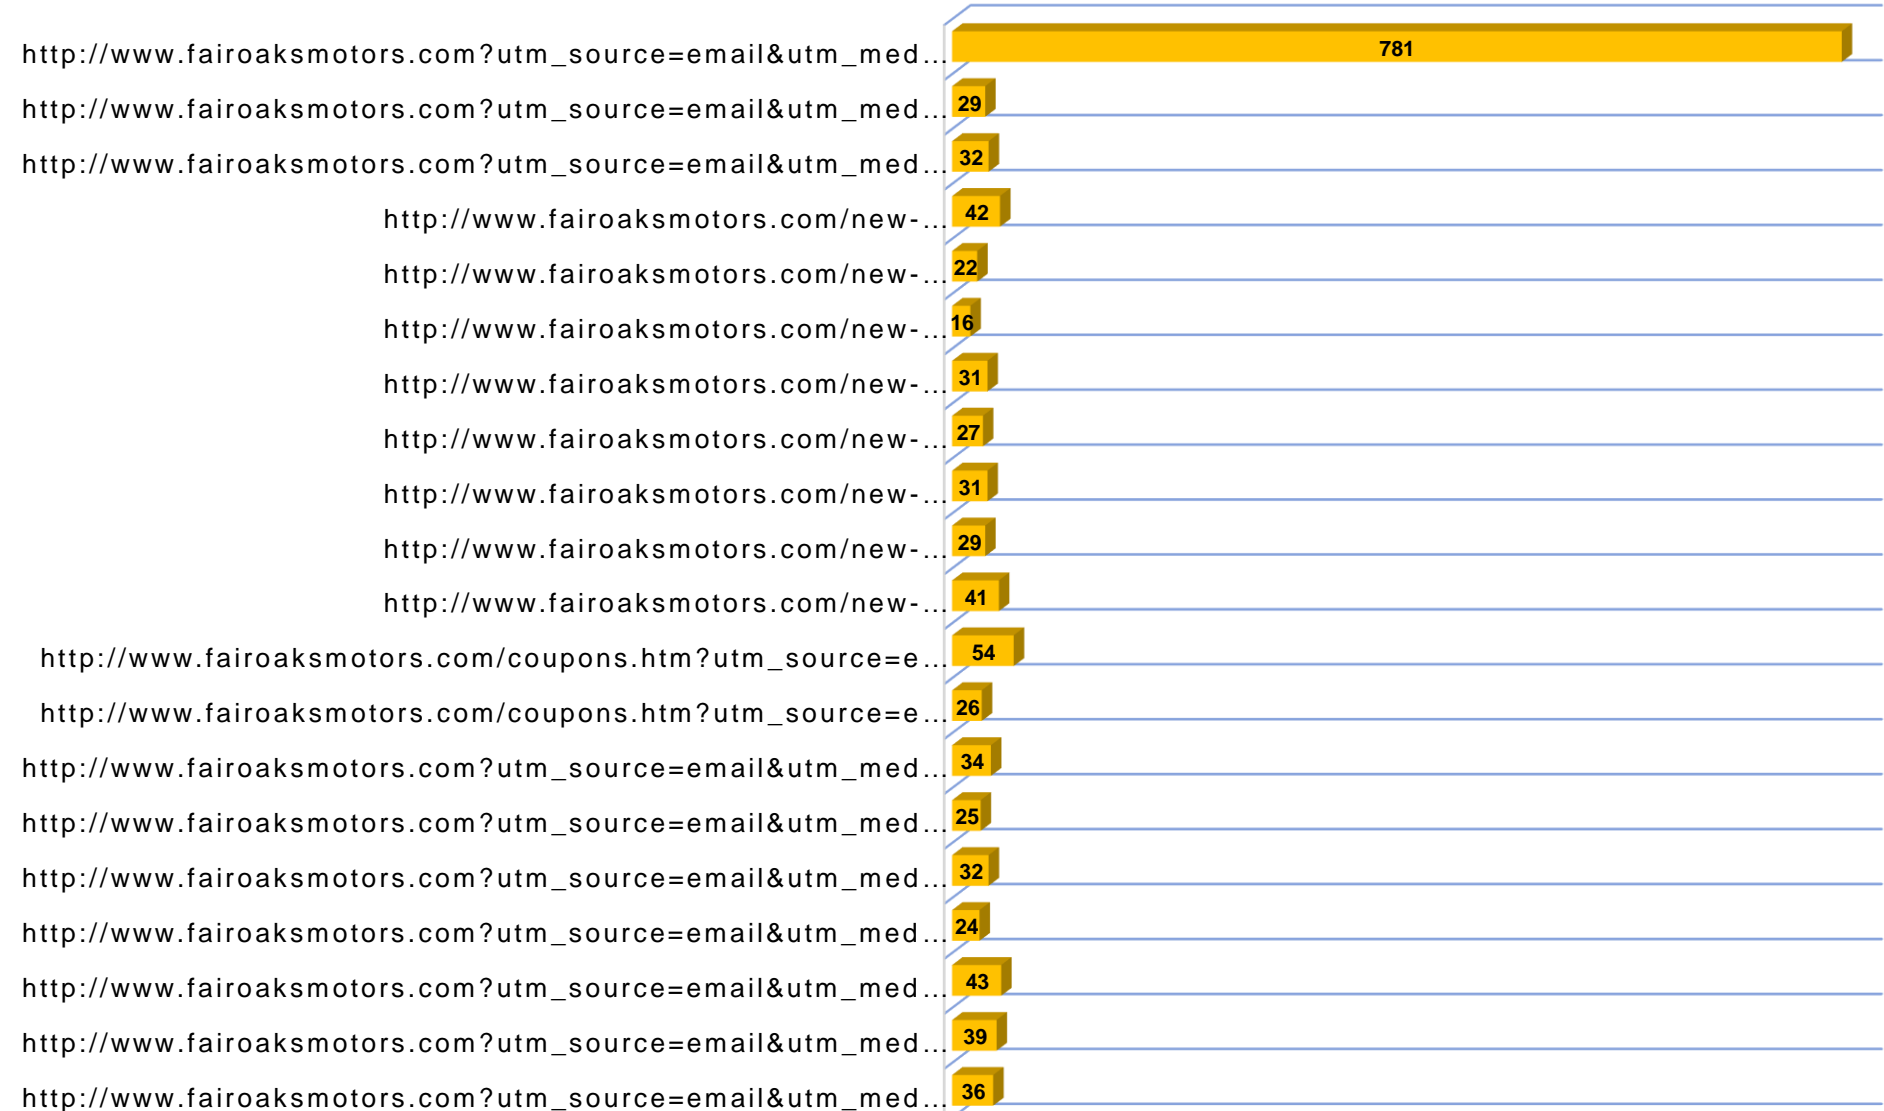 http://www.fairoaksmotors.com?utm_source=email&utm_med... 781
http://www.fairoaksmotors.com?utm_source=email&utm_med... 29
http://www.fairoaksmotors.com?utm_source=email&utm_med... 32
http://www.fairoaksmotors.com/new-... 42
http://www.fairoaksmotors.com/new-... 22
http://www.fairoaksmotors.com/new-... 16
http://www.fairoaksmotors.com/new-... 31
http://www.fairoaksmotors.com/new-... 27
http://www.fairoaksmotors.com/new-... 31
http://www.fairoaksmotors.com/new-... 29
http://www.fairoaksmotors.com/new-... 41
http://www.fairoaksmotors.com/coupons.htm?utm_source=e... 54
http://www.fairoaksmotors.com/coupons.htm?utm_source=e... 26
http://www.fairoaksmotors.com?utm_source=email&utm_med... 34
http://www.fairoaksmotors.com?utm_source=email&utm_med... 25
http://www.fairoaksmotors.com?utm_source=email&utm_med... 32
http://www.fairoaksmotors.com?utm_source=email&utm_med... 24
http://www.fairoaksmotors.com?utm_source=email&utm_med... 43
http://www.fairoaksmotors.com?utm_source=email&utm_med... 39
http://www.fairoaksmotors.com?utm_source=email&utm_med... 36